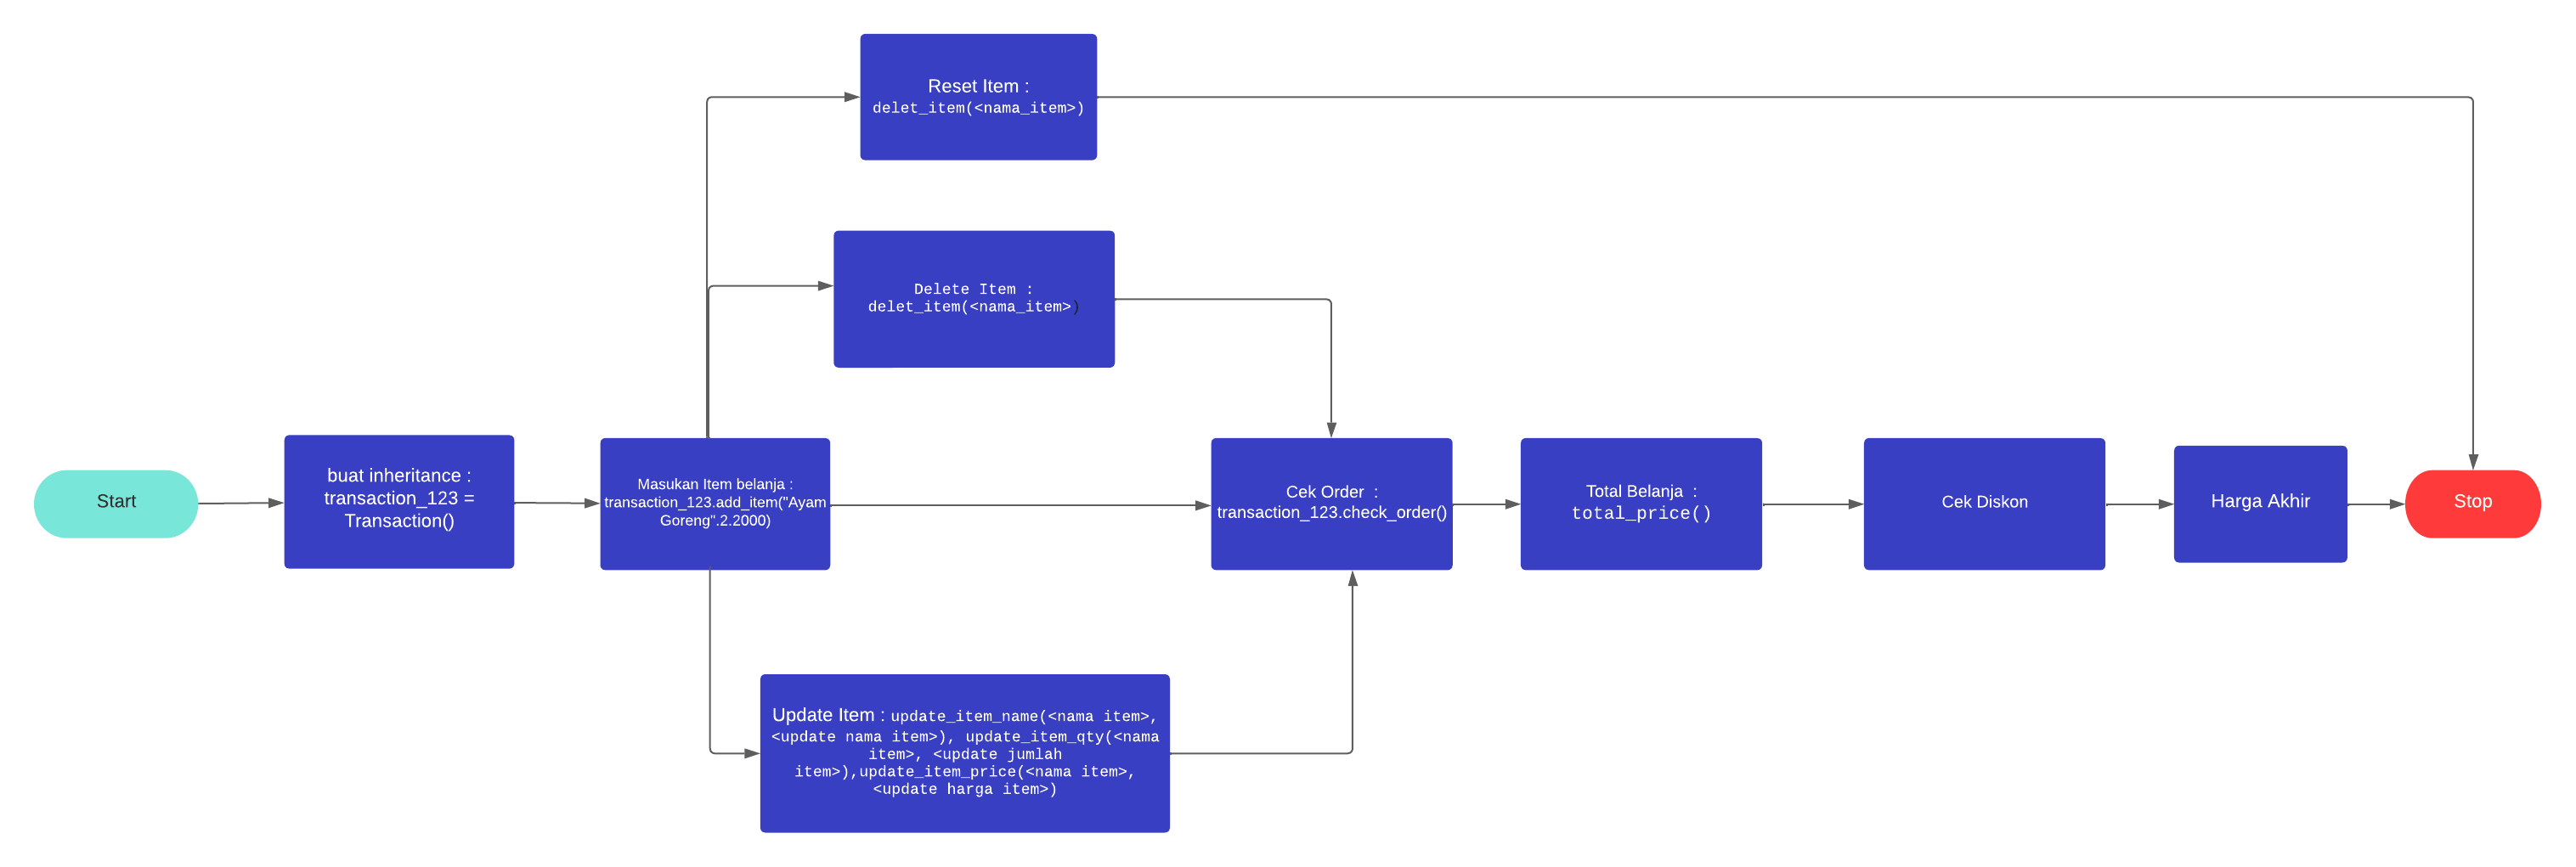 Reset Item :
delet_item(<nama_item>)
Delete Item :
delet_item(<nama_item>)
Start
buat inheritance :
transaction_123 =
Transaction()
Masukan Item belanja :
transaction_123.add_item("Ayam
Goreng".2.2000)
Cek Order :
transaction_123.check_order()
Total Belanja :
total_price()
Cek Diskon
Harga Akhir
Stop
Update Item : update_item_name(<nama item>,
<update nama item>), update_item_qty(<nama
item>, <update jumlah
item>),update_item_price(<nama item>,
<update harga item>)